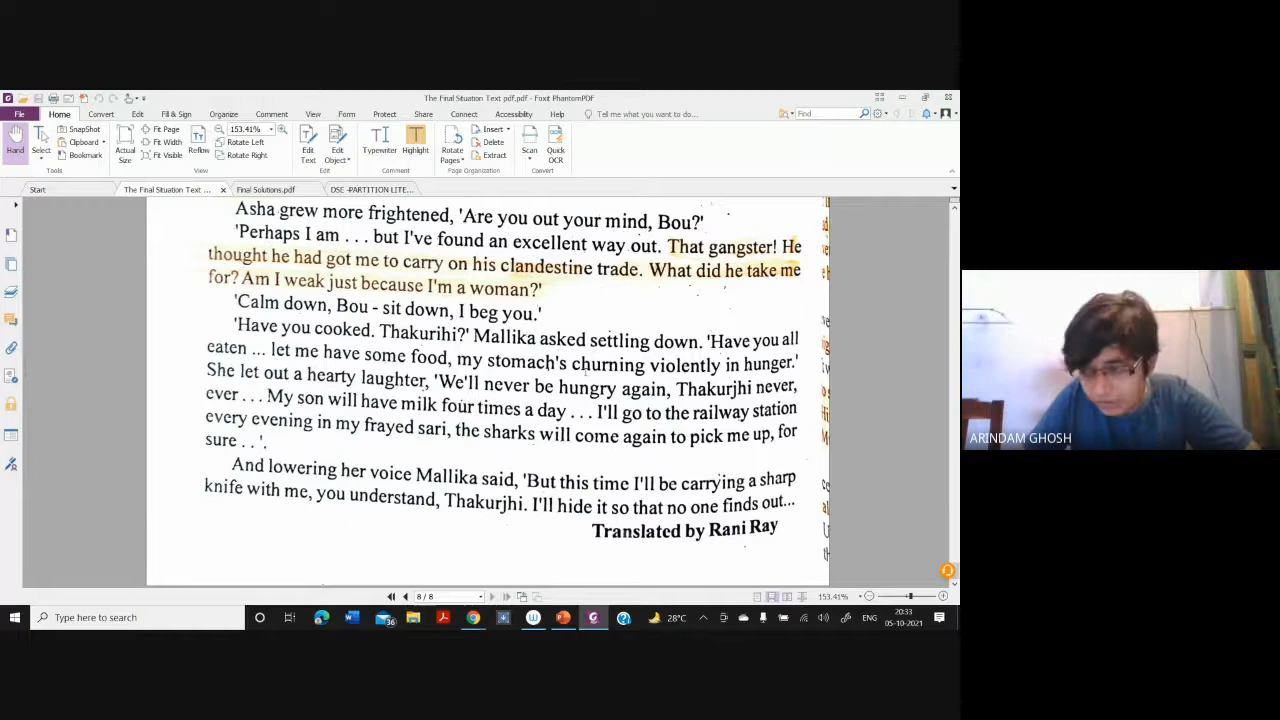 The Final Situation Text pdf.pdf - Foxit PhantomPDF
File Home Convert Fill & Sign Organize Comment View Form Protect Share Connect Accessibility Help Tell me what you want to do... Find
Hand
Select
SnapShot
Clipboard
Bookmark
Tools
Actual Size
Fit Page
Fit Width
Fit Visible
Reflow
153.41%
Rotate Left
Rotate Right
View
Edit Text
Edit Object
Edit
Typewriter
Highlight
Comment
Rotate Pages
Insert
Delete
Extract
Page Organization
Scan
Quick OCR
Convert
Start The Final Situation Text pdf... Final Solutions.pdf DSE -PARTITION LITE...
Asha grew more frightened, 'Are you out your mind, Bou?'
'Perhaps I am . . . but I've found an excellent way out. That gangster! He
thought he had got me to carry on his clandestine trade. What did he take me
for? Am I weak just because I'm a woman?'
'Calm down, Bou - sit down, I beg you.'
'Have you cooked. Thakurihi?' Mallika asked settling down. 'Have you all
eaten ... let me have some food, my stomach's churning violently in hunger.'
She let out a hearty laughter, 'We'll never be hungry again, Thakurjhi never,
ever . . . My son will have milk four times a day . . . I'll go to the railway station
every evening in my frayed sari, the sharks will come again to pick me up, for
sure . . '.
And lowering her voice Mallika said, 'But this time I'll be carrying a sharp
knife with me, you understand, Thakurjhi. I'll hide it so that no one finds out...
Translated by Rani Ray
8 / 8
153.41%
Type here to search
36
28°C
ENG
20:33
05-10-2021
ARINDAM GHOSH